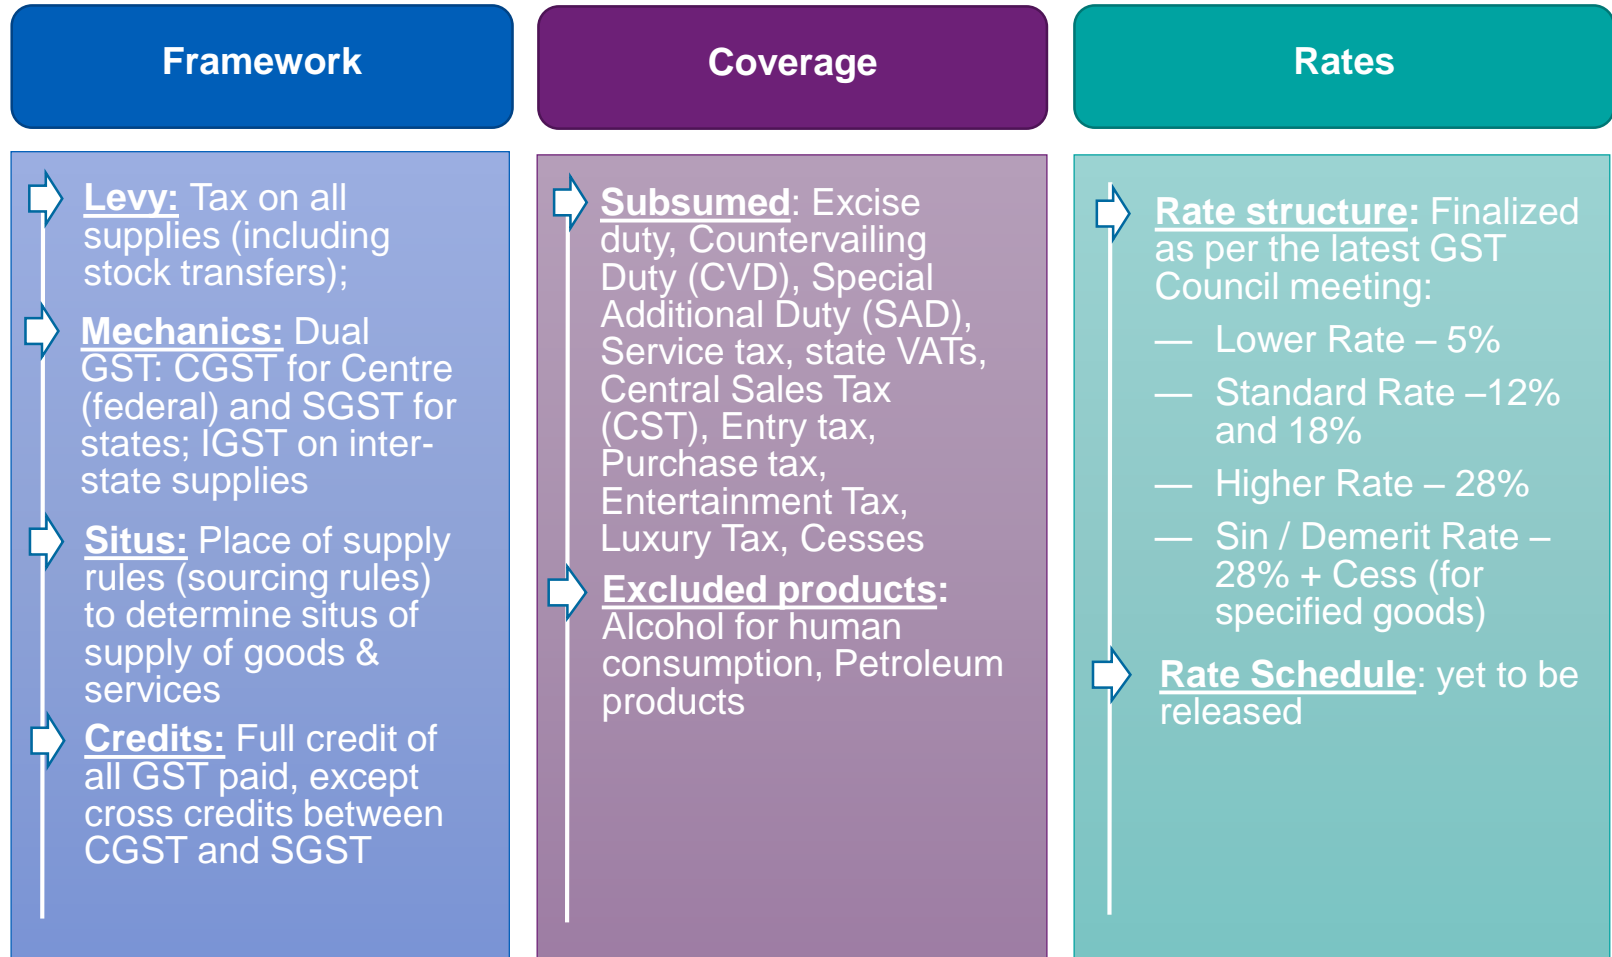 Framework
Levy: Tax on all
supplies (including
stock transfers);
Mechanics: Dual
GST: CGST for Centre
(federal) and SGST for
states; IGST on inter-
state supplies
Situs: Place of supply
rules (sourcing rules)
to determine situs of
supply of goods &
services
Credits: Full credit of
all GST paid, except
cross credits between
CGST and SGST
Coverage
Subsumed: Excise
duty, Countervailing
Duty (CVD), Special
Additional Duty (SAD),
Service tax, state VATs,
Central Sales Tax
(CST), Entry tax,
Purchase tax,
Entertainment Tax,
Luxury Tax, Cesses
Excluded products:
Alcohol for human
consumption, Petroleum
products
Rates
Rate structure: Finalized
as per the latest GST
Council meeting:
— Lower Rate – 5%
— Standard Rate –12%
and 18%
— Higher Rate – 28%
— Sin / Demerit Rate –
28% + Cess (for
specified goods)
Rate Schedule: yet to be
released